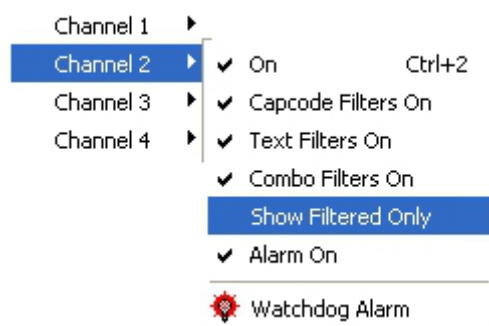 Channel 1
Channel 2
Channel 3
Channel 4
On Ctrl+2
Capcode Filters On
Text Filters On
Combo Filters On
Show Filtered Only
Alarm On
Watchdog Alarm